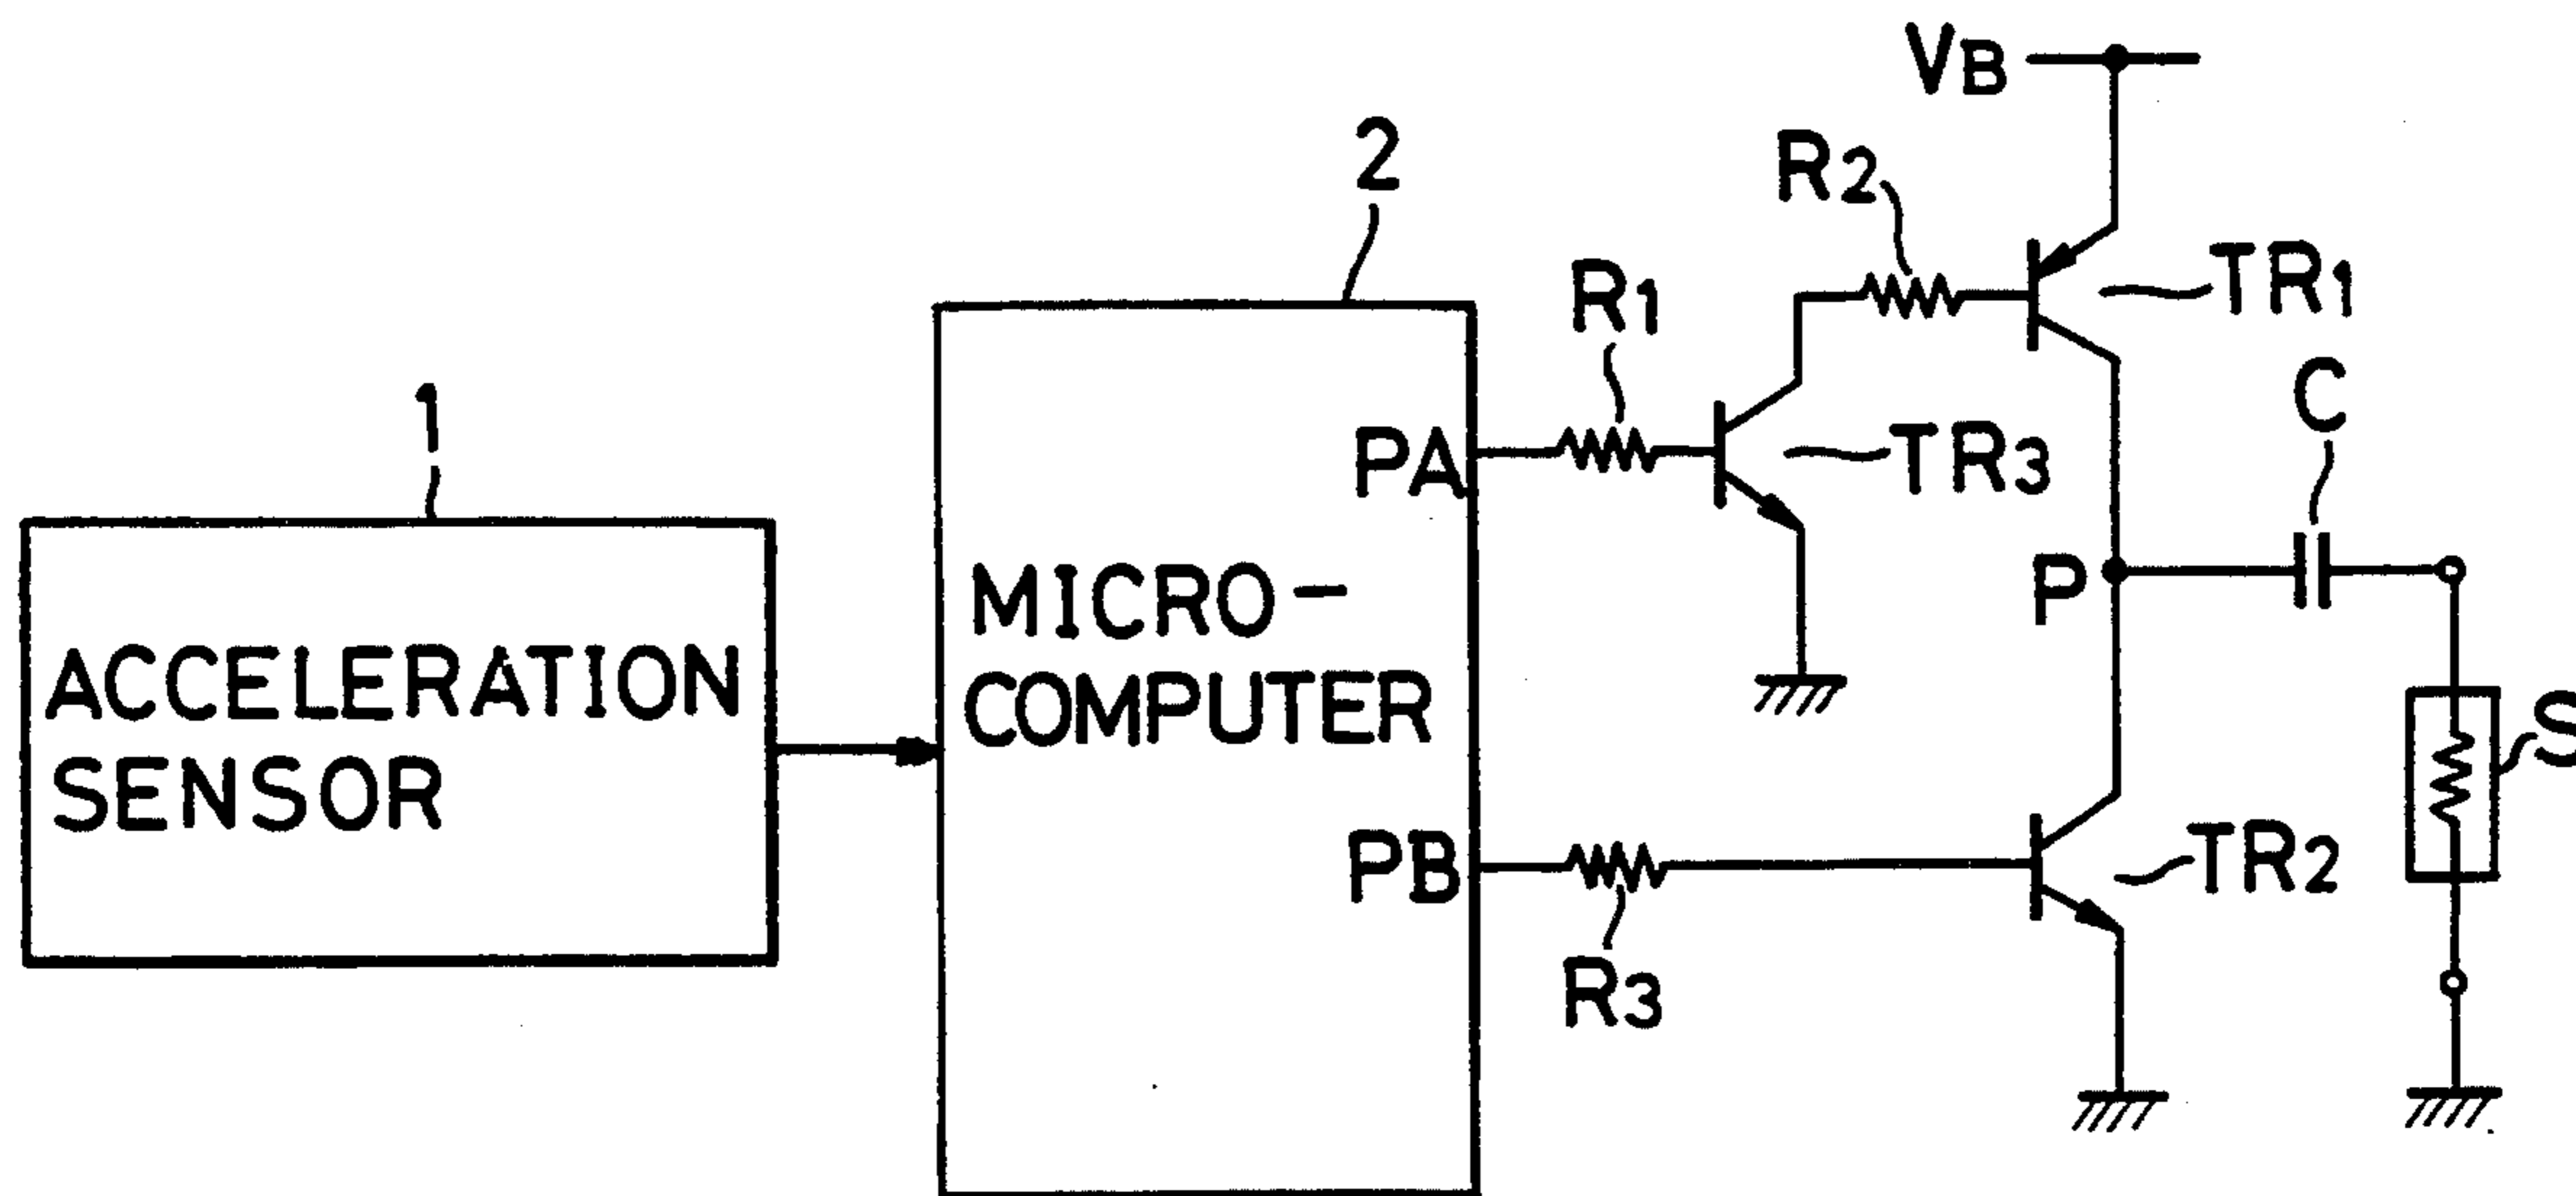 1
ACCELERATION
SENSOR
2
MICRO-
COMPUTER
PA
PB
R1
R2
R3
VB
TR1
TR3
TR2
P
C
S